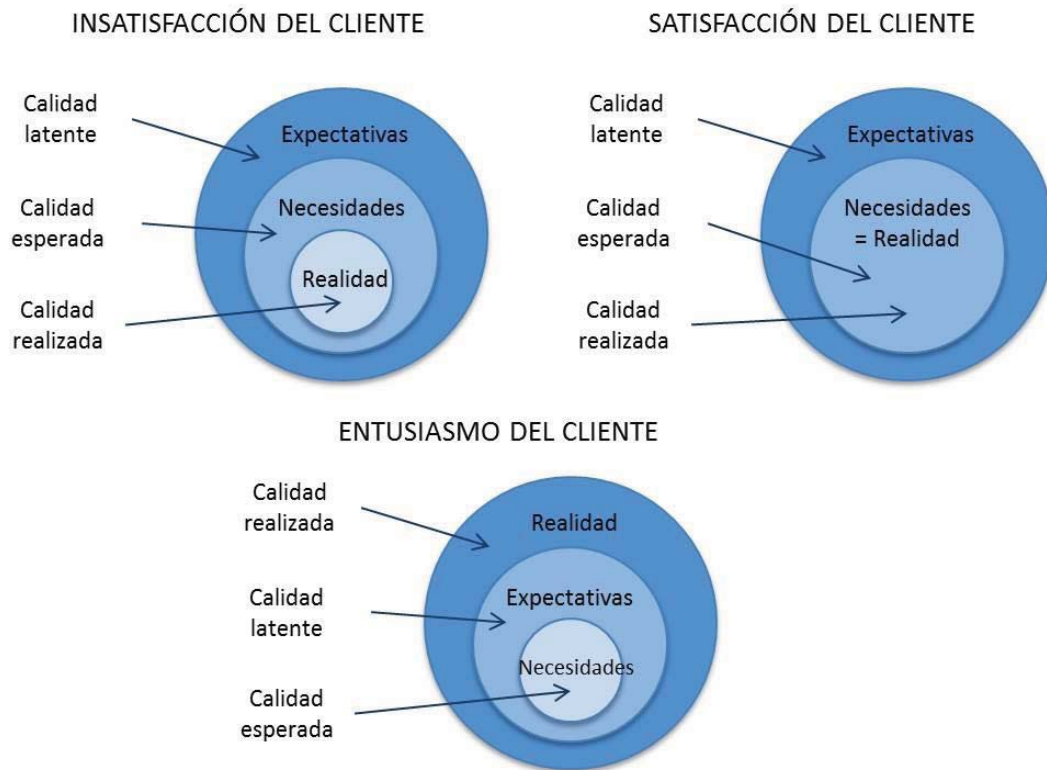 INSATISFACCIÓN DEL CLIENTE
Calidad
latente
Expectativas
Calidad
esperada
Necesidades
Realidad
Calidad
realizada
SATISFACCIÓN DEL CLIENTE
Calidad
latente
Expectativas
Calidad
esperada
Necesidades
= Realidad
Calidad
realizada
ENTUSIASMO DEL CLIENTE
Calidad
realizada
Realidad
Calidad
latente
Expectativas
Necesidades
Calidad
esperada